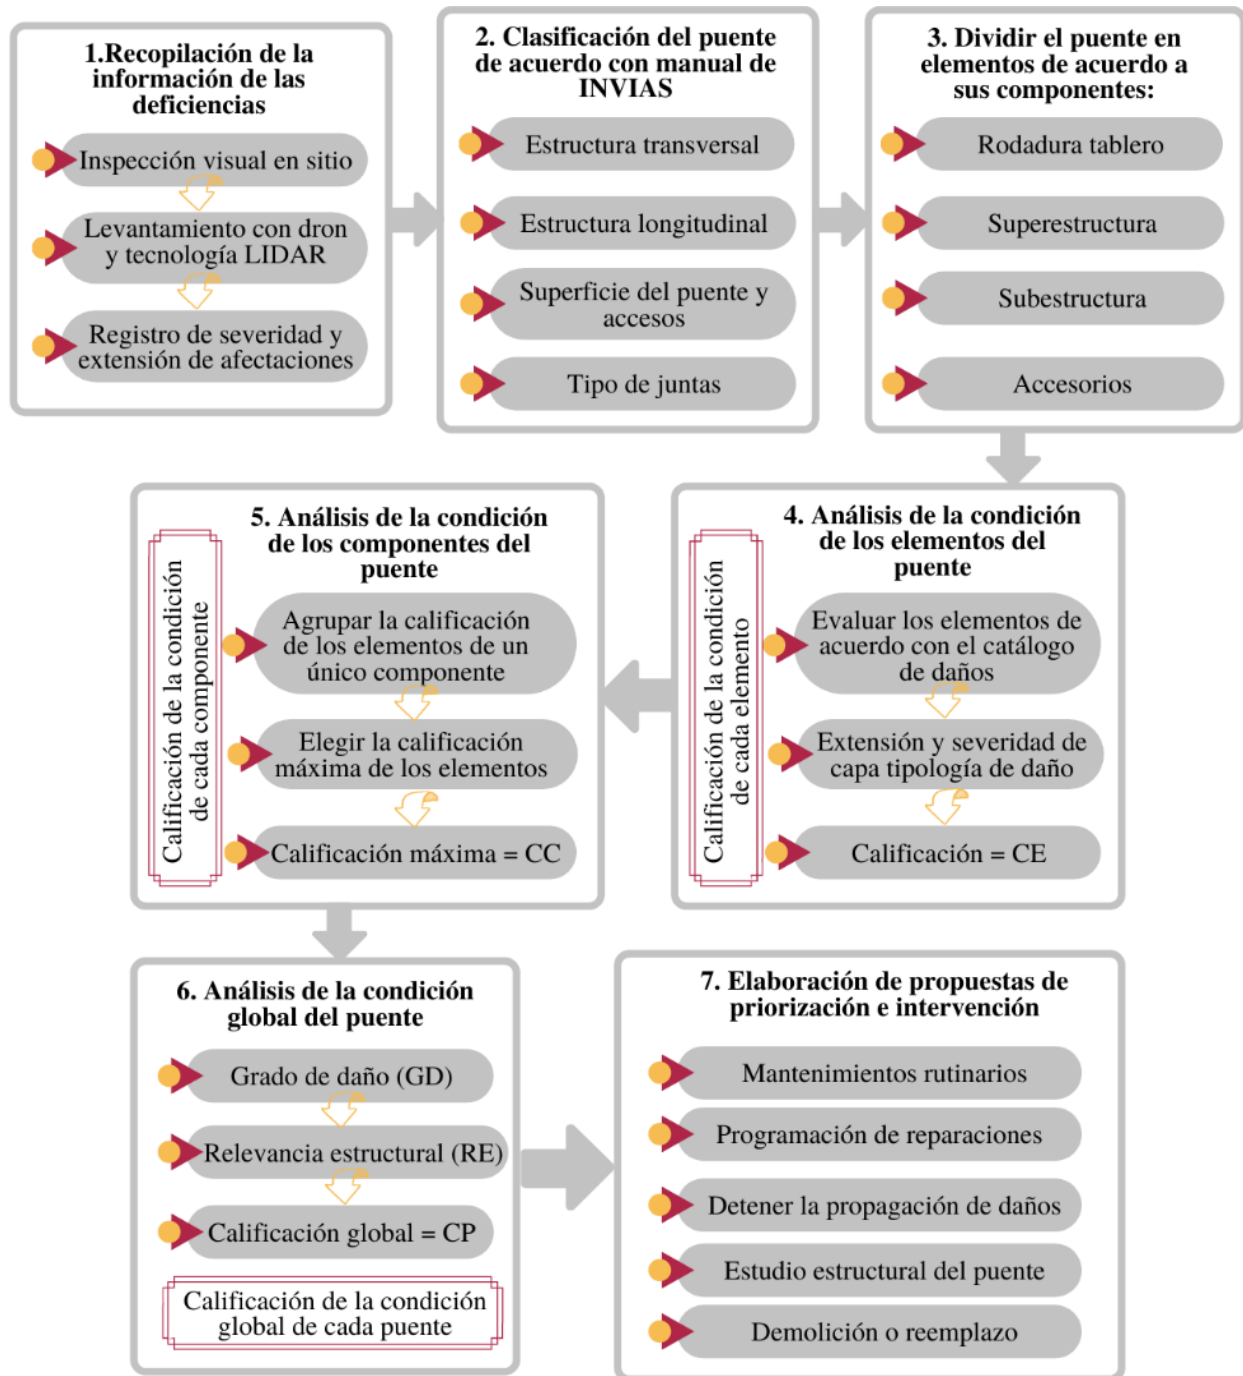 1.Recopilación de la
información de las
deficiencias
Inspección visual en sitio
Levantamiento con dron
y tecnología LIDAR
Registro de severidad y
extensión de afectaciones
2. Clasificación del puente
de acuerdo con manual de
INVIAS
Estructura transversal
Estructura longitudinal
Superficie del puente y
accesos
Tipo de juntas
3. Dividir el puente en
elementos de acuerdo a
sus componentes:
Rodadura tablero
Superestructura
Subestructura
Accesorios
4. Análisis de la condición
de los elementos del
puente
Calificación de la condición
de cada elemento
Evaluar los elementos de
acuerdo con el catálogo
de daños
Extensión y severidad de
capa tipología de daño
Calificación = CE
5. Análisis de la condición
de los componentes del
puente
Calificación de la condición
de cada componente
Agrupar la calificación
de los elementos de un
único componente
Elegir la calificación
máxima de los elementos
Calificación máxima = CC
6. Análisis de la condición
global del puente
Grado de daño (GD)
Relevancia estructural (RE)
Calificación global = CP
Calificación de la condición
global de cada puente
7. Elaboración de propuestas de
priorización e intervención
Mantenimientos rutinarios
Programación de reparaciones
Detener la propagación de daños
Estudio estructural del puente
Demolición o reemplazo